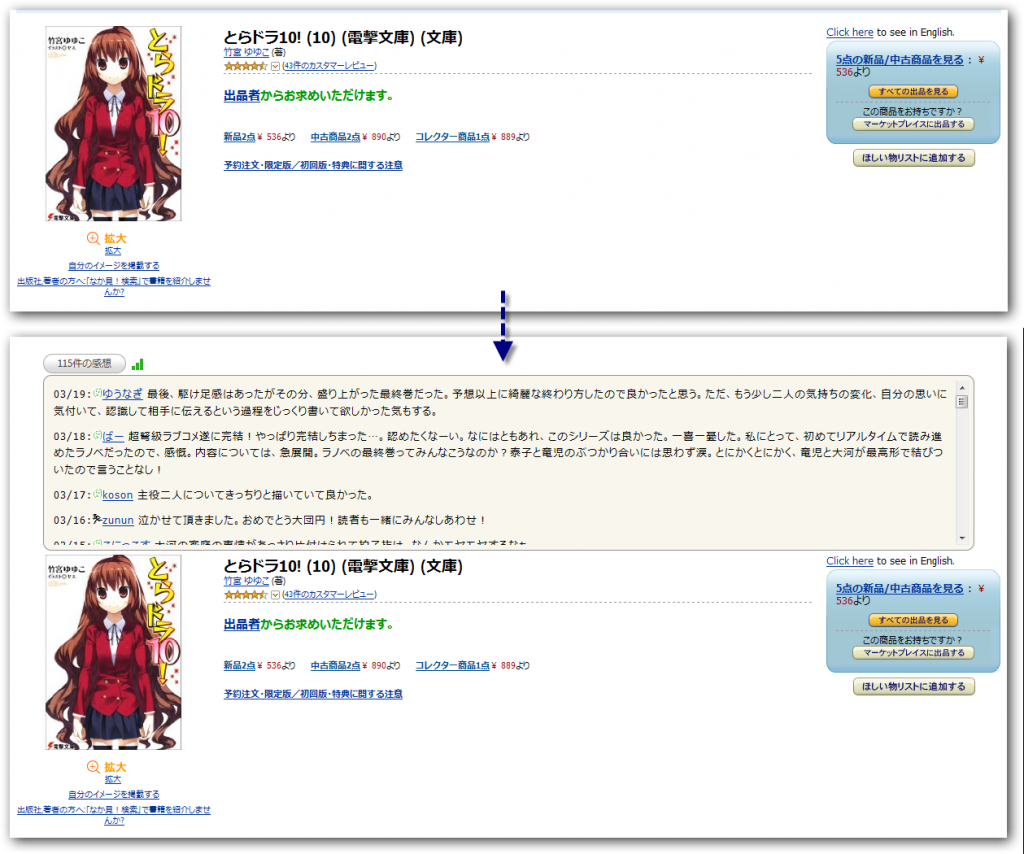 竹宮ゆゆこ
イラスト○ヤス
とらドラ10!
電撃文庫
拡大
拡大
自分のイメージを掲載する
出版社,著者の方へ:「なか見！検索」で書籍を紹介しませ
んか?
とらドラ10! (10) (電撃文庫) (文庫)
竹宮 ゆゆこ (著)
(43件のカスタマーレビュー)
出品者からお求めいただけます。
新品2点¥ 536より 中古商品2点¥ 890より コレクター商品1点¥ 889より
予約注文・限定版／初回版・特典に関する注意
Click here to see in English.
5点の新品/中古商品を見る : ¥
536より
すべての出品を見る
この商品をお持ちですか？
マーケットプレイスに出品する
ほしい物リストに追加する
115件の感想
03/19:ゆうなぎ 最後、駆け足感はあったがその分、盛り上がった最終巻だった。予想以上に綺麗な終わり方したので良かったと思う。ただ、もう少し二人の気持ちの変化、自分の思いに
気付いて、認識して相手に伝えるという過程をじっくり書いて欲しかった気もする。
03/18:ばー 超弩級ラブコメ遂に完結！やっぱり完結しちまった…。認めたくなーい。なにはともあれ、このシリーズは良かった。一喜一憂した。私にとって、初めてリアルタイムで読み進
めたラノベだったので、感慨。内容については、急展開。ラノベの最終巻ってみんなこうなのか？泰子と竜児のぶつかり合いには思わず涙。とにかくとにかく、竜児と大河が最高形で結びつ
いたので言うことなし！
03/17:koson 主役二人についてきっちりと描いていて良かった。
03/16:zunun 泣かせて頂きました。おめでとう大団円！読者も一緒にみんなしあわせ！
竹宮ゆゆこ
イラスト○ヤス
とらドラ10!
電撃文庫
拡大
拡大
自分のイメージを掲載する
出版社,著者の方へ:「なか見！検索」で書籍を紹介しませ
んか?
とらドラ10! (10) (電撃文庫) (文庫)
竹宮 ゆゆこ (著)
(43件のカスタマーレビュー)
出品者からお求めいただけます。
新品2点¥ 536より 中古商品2点¥ 890より コレクター商品1点¥ 889より
予約注文・限定版／初回版・特典に関する注意
Click here to see in English.
5点の新品/中古商品を見る : ¥
536より
すべての出品を見る
この商品をお持ちですか？
マーケットプレイスに出品する
ほしい物リストに追加する